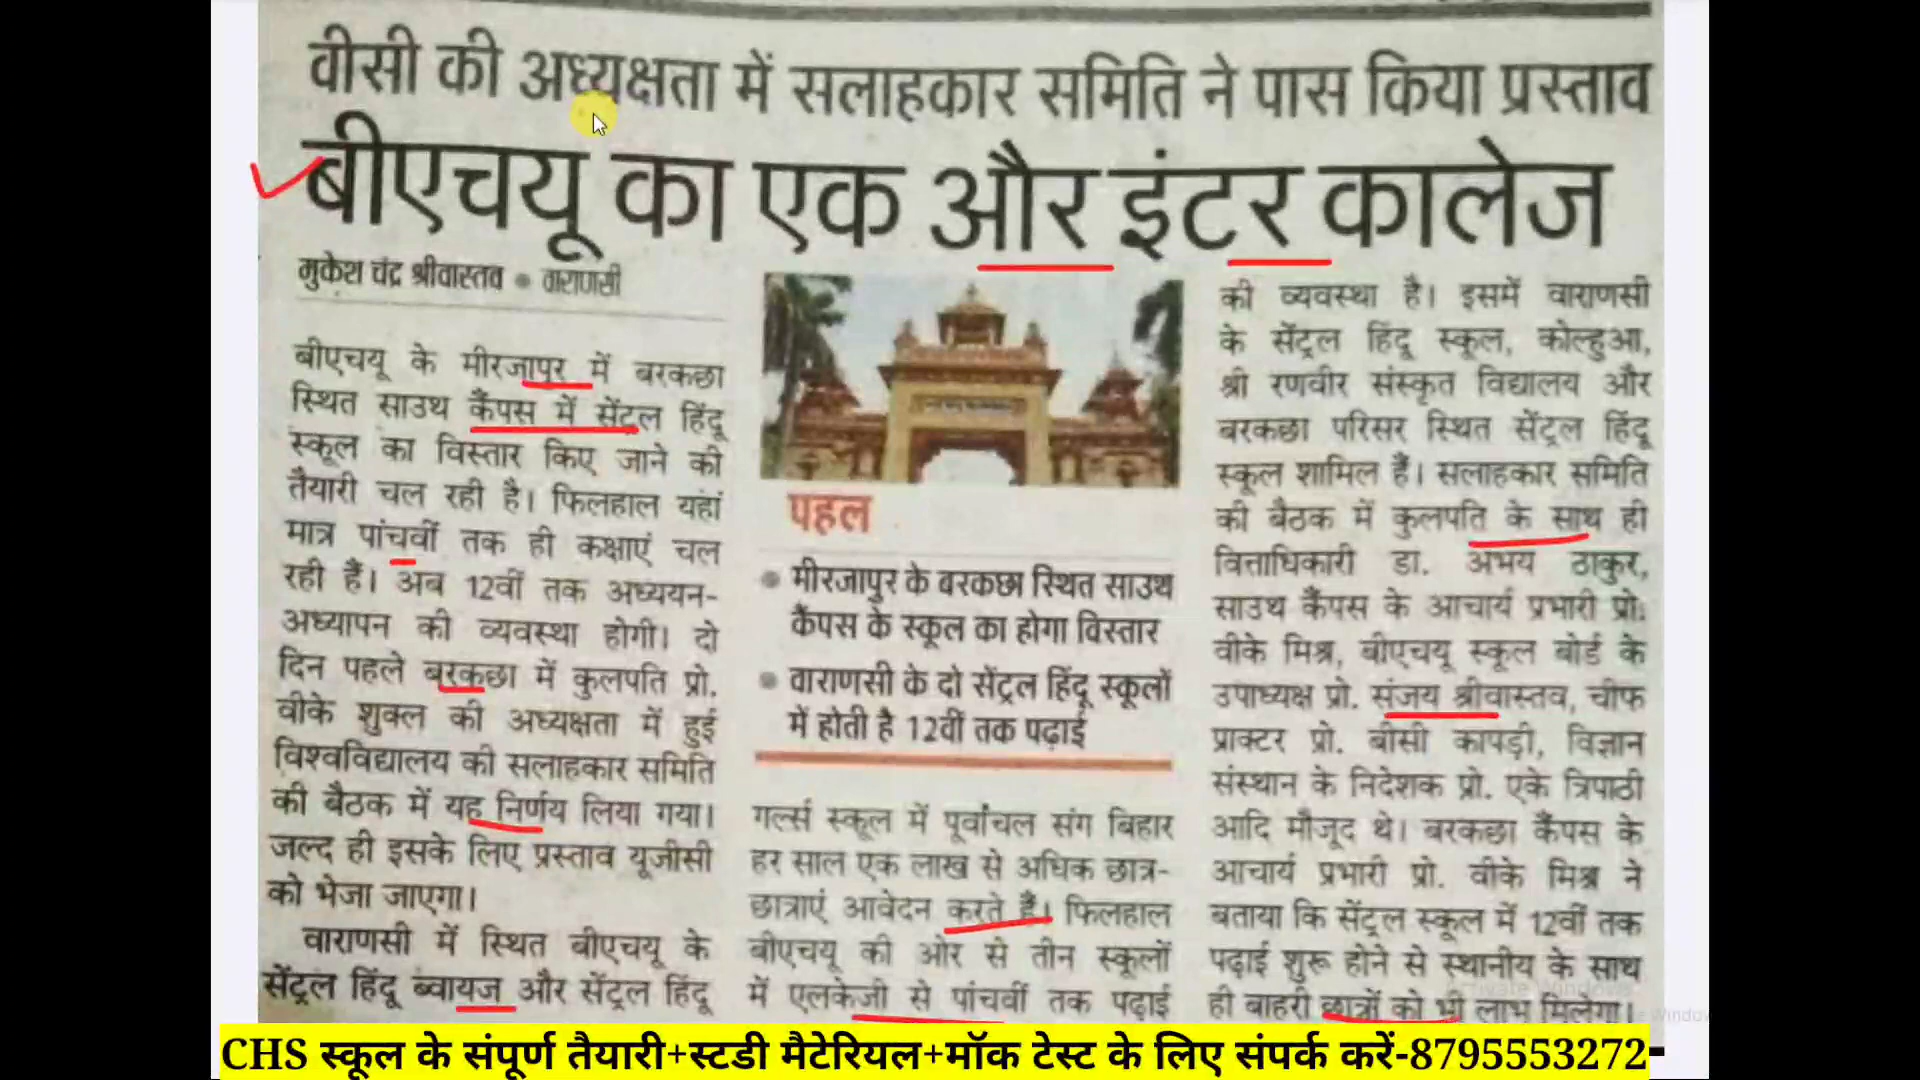 वीसी की अध्यक्षता में सलाहकार समिति ने पास किया प्रस्ताव
बीएचयू का एक और इंटर कालेज
मुकेश चंद्र श्रीवास्तव ● वाराणसी
बीएचयू के मीरजापुर में बरकछा
स्थित साउथ कैंपस में सेंट्रल हिंदू
स्कूल का विस्तार किए जाने की
तैयारी चल रही है। फिलहाल यहां
मात्र पांचवीं तक ही कक्षाएं चल
रही हैं। अब 12वीं तक अध्ययन-
अध्यापन की व्यवस्था होगी। दो
दिन पहले बरकछा में कुलपति प्रो.
वीके शुक्ल की अध्यक्षता में हुई
विश्वविद्यालय की सलाहकार समिति
की बैठक में यह निर्णय लिया गया।
जल्द ही इसके लिए प्रस्ताव यूजीसी
को भेजा जाएगा।
वाराणसी में स्थित बीएचयू के
सेंट्रल हिंदू ब्वायज और सेंट्रल हिंदू
पहल
● मीरजापुर के बरकछा स्थित साउथ
कैंपस के स्कूल का होगा विस्तार
● वाराणसी के दो सेंट्रल हिंदू स्कूलों
में होती है 12वीं तक पढ़ाई
गर्ल्स स्कूल में पूर्वांचल संग बिहार
हर साल एक लाख से अधिक छात्र-
छात्राएं आवेदन करते हैं। फिलहाल
बीएचयू की ओर से तीन स्कूलों
में एलकेजी से पांचवीं तक पढ़ाई
की व्यवस्था है। इसमें वाराणसी
के सेंट्रल हिंदू स्कूल, कोल्हुआ,
श्री रणवीर संस्कृत विद्यालय और
बरकछा परिसर स्थित सेंट्रल हिंदू
स्कूल शामिल हैं। सलाहकार समिति
की बैठक में कुलपति के साथ ही
वित्ताधिकारी डा. अभय ठाकुर,
साउथ कैंपस के आचार्य प्रभारी प्रो.
वीके मिश्र, बीएचयू स्कूल बोर्ड के
उपाध्यक्ष प्रो. संजय श्रीवास्तव, चीफ
प्राक्टर प्रो. बीसी कापड़ी, विज्ञान
संस्थान के निदेशक प्रो. एके त्रिपाठी
आदि मौजूद थे। बरकछा कैंपस के
आचार्य प्रभारी प्रो. वीके मिश्र ने
बताया कि सेंट्रल स्कूल में 12वीं तक
पढ़ाई शुरू होने से स्थानीय के साथ
ही बाहरी छात्रों को भी लाभ मिलेगा।
Activate Windows
CHS स्कूल के संपूर्ण तैयारी+स्टडी मैटेरियल+मॉक टेस्ट के लिए संपर्क करें-8795553272-